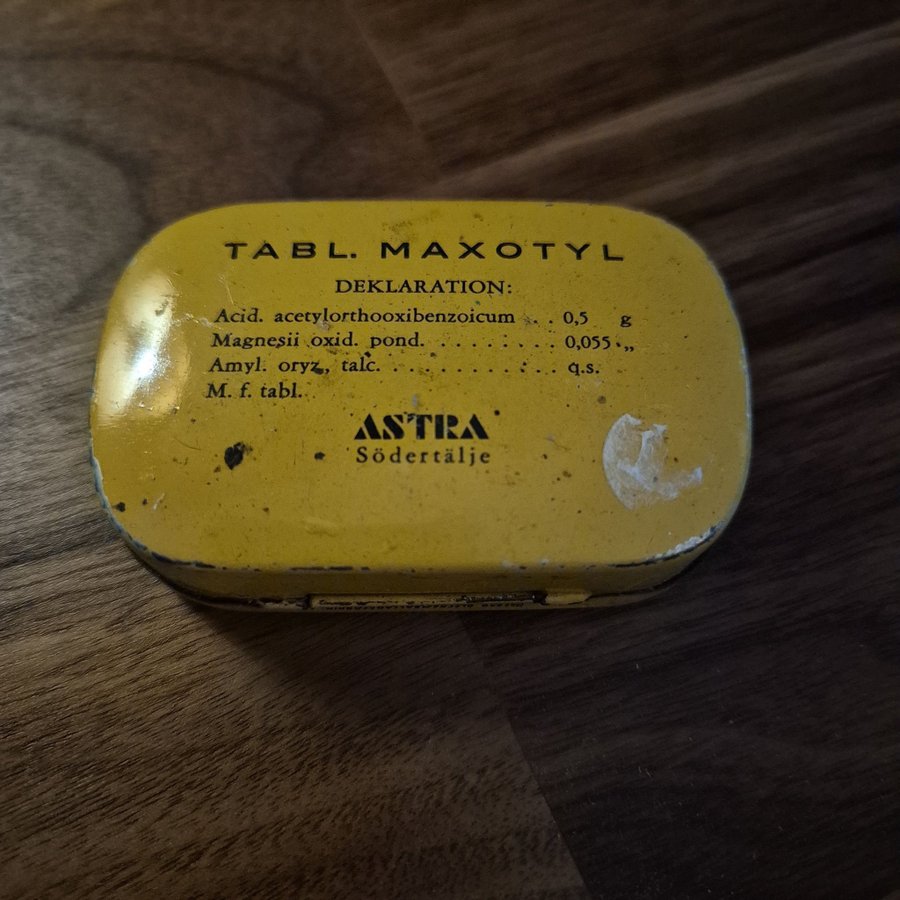 TABL. MAXOTYL
DEKLARATION:
Acid. acetylorthooxibenzoicum . . 0,5 g
Magnesii oxid. pond. . . . . . . . . . 0,055 „
Amyl. oryz., talc. . . . . . . . . . . . . q.s.
M. f. tabl.
ASTRA
Södertälje